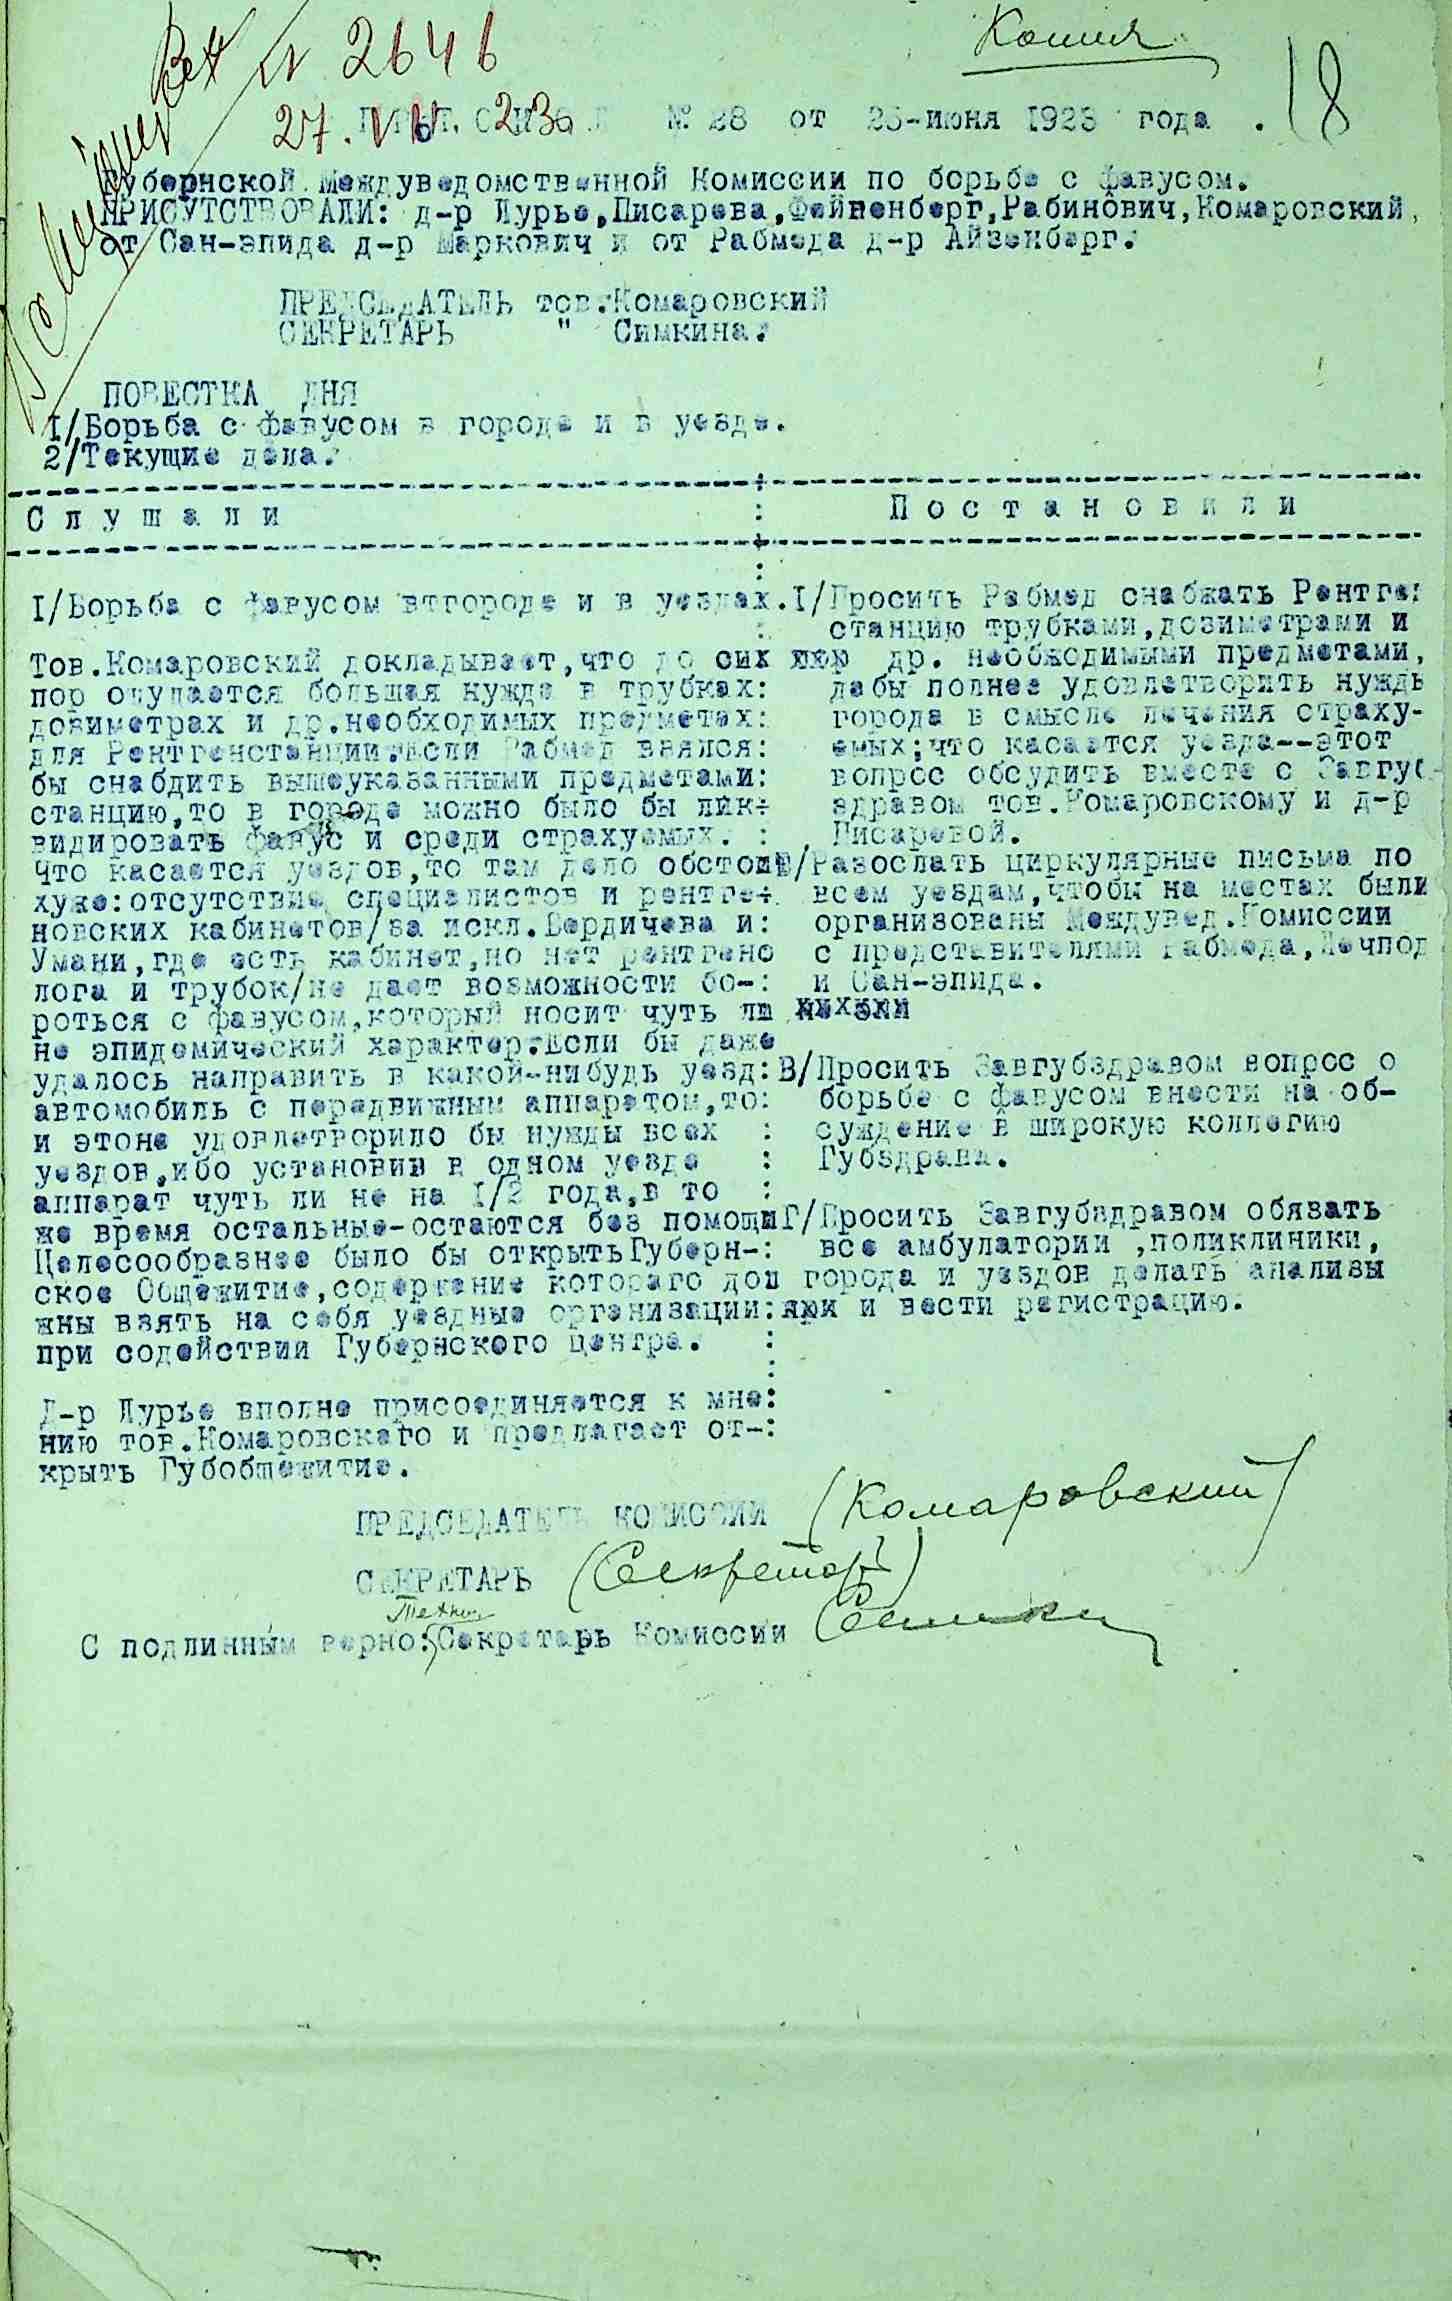 Вх № 2646
Копия
18
27. VI 23
ПРОТОКОЛ № 28 от 25-июня 1923 года .
Губернской Междуведомственной Комиссии по борьбе с фавусом.
ПРИСУТСТВОВАЛИ: д-р Лурье,Писарева,Фейненберг,Рабинович,Комаровский,
от Сан-эпида д-р Маркович и от Рабмеда д-р Айзенберг.
ПРЕДСЕДАТЕЛЬ тов.Комаровский
СЕКРЕТАРЬ " Симкина.
ПОВЕСТКА ДНЯ
1/Борьба с фавусом в городе и в уезде.
2/Текущие дела.
Слушали
I/Борьба с фавусом втгороде и в уездах.
Тов.Комаровский докладывает,что до сих
пор ощущается большая нужда в трубках:
дозиметрах и др.необходимых предметах:
для Рентгенстанции.Если Рабмед взялся:
бы снабдить вышеуказанными предметами:
станцию,то в городе можно было бы лик-
видировать фавус и среди страхуемых. :
Что касается уездов,то там дело обстоит
хуже:отсутствие специалистов и рентге-
новских кабинетов/за искл.Бердичева и:
Умани,где есть кабинет,но нет рентгено
лога и трубок/не дает возможности бо-:
роться с фавусом,который носит чуть ли
не эпидемический характер.Если бы даже
удалось направить в какой-нибудь уезд:
автомобиль с передвижным аппаратом,то:
и этоне удовлетворило бы нужды всех :
уездов,ибо установив в одном уезде :
аппарат чуть ли не на I/2 года,в то :
же время остальные-остаются без помощи
Целесообразнее было бы открытьГуберн-:
ское Общежитие,содержание котораго дол
жны взять на себя уездные организации:
при содействии Губернского центра. :
Д-р Лурье вполне присоединяется к мне:
нию тов.Комаровскаго и предлагает от-:
крыть Губобщежитие.
Постановили
I/Просить Рабмед снабжать Рентген
станцию трубками,дозиметрами и
др. необходимыми предметами,
дабы полнее удовлетворить нужды
города в смысле лечения страху-
емых;что касается уезда--этот
вопрос обсудить вместе с Завгуб
здравом тов.Комаровскому и д-р
Писаревой.
/Разослать циркулярные письма по
всем уездам,чтобы на местах были
организованы Междувед.Комиссии
с представителями Рабмеда,Лечпод
и Сан-эпида.
В/Просить Завгубздравом вопрос о
борьбе с фавусом внести на об-
суждение в широкую коллегию
Губздрава.
Г/Просить Завгубздравом обязать
все амбулатории ,поликлиники,
города и уездов делать анализы
и вести регистрацию.
ПРЕДСЕДАТЕЛЬ КОМИССИИ (Комаровский)
СЕКРЕТАРЬ (Секретарь)
Техни
С подлинным верно: Секретарь Комиссии